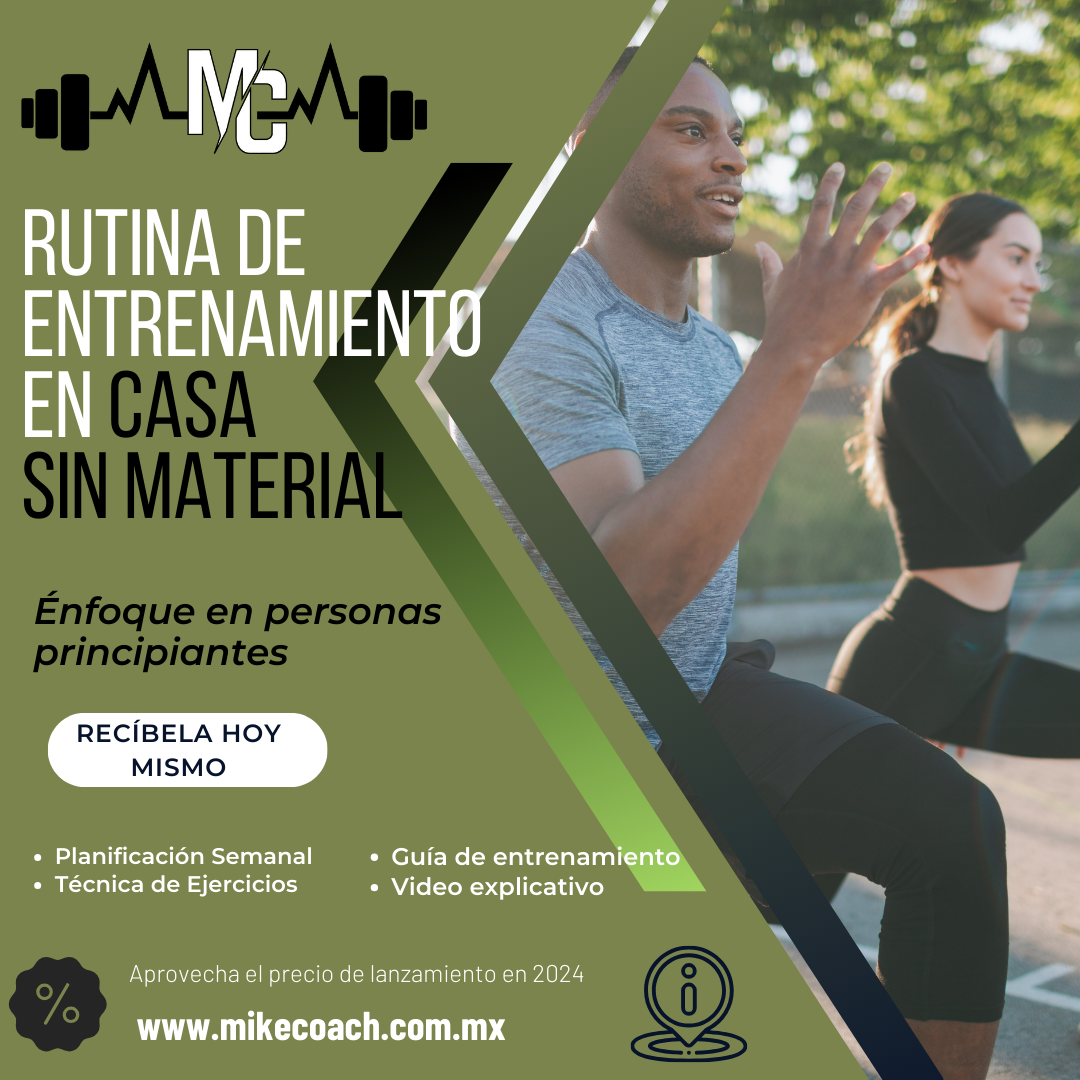 MC
RUTINA DE
ENTRENAMIENTO
EN CASA
SIN MATERIAL
Énfoque en personas
principiantes
RECÍBELA HOY
MISMO
• Planificación Semanal
• Técnica de Ejercicios
• Guía de entrenamiento
• Video explicativo
%
Aprovecha el precio de lanzamiento en 2024
www.mikecoach.com.mx
i